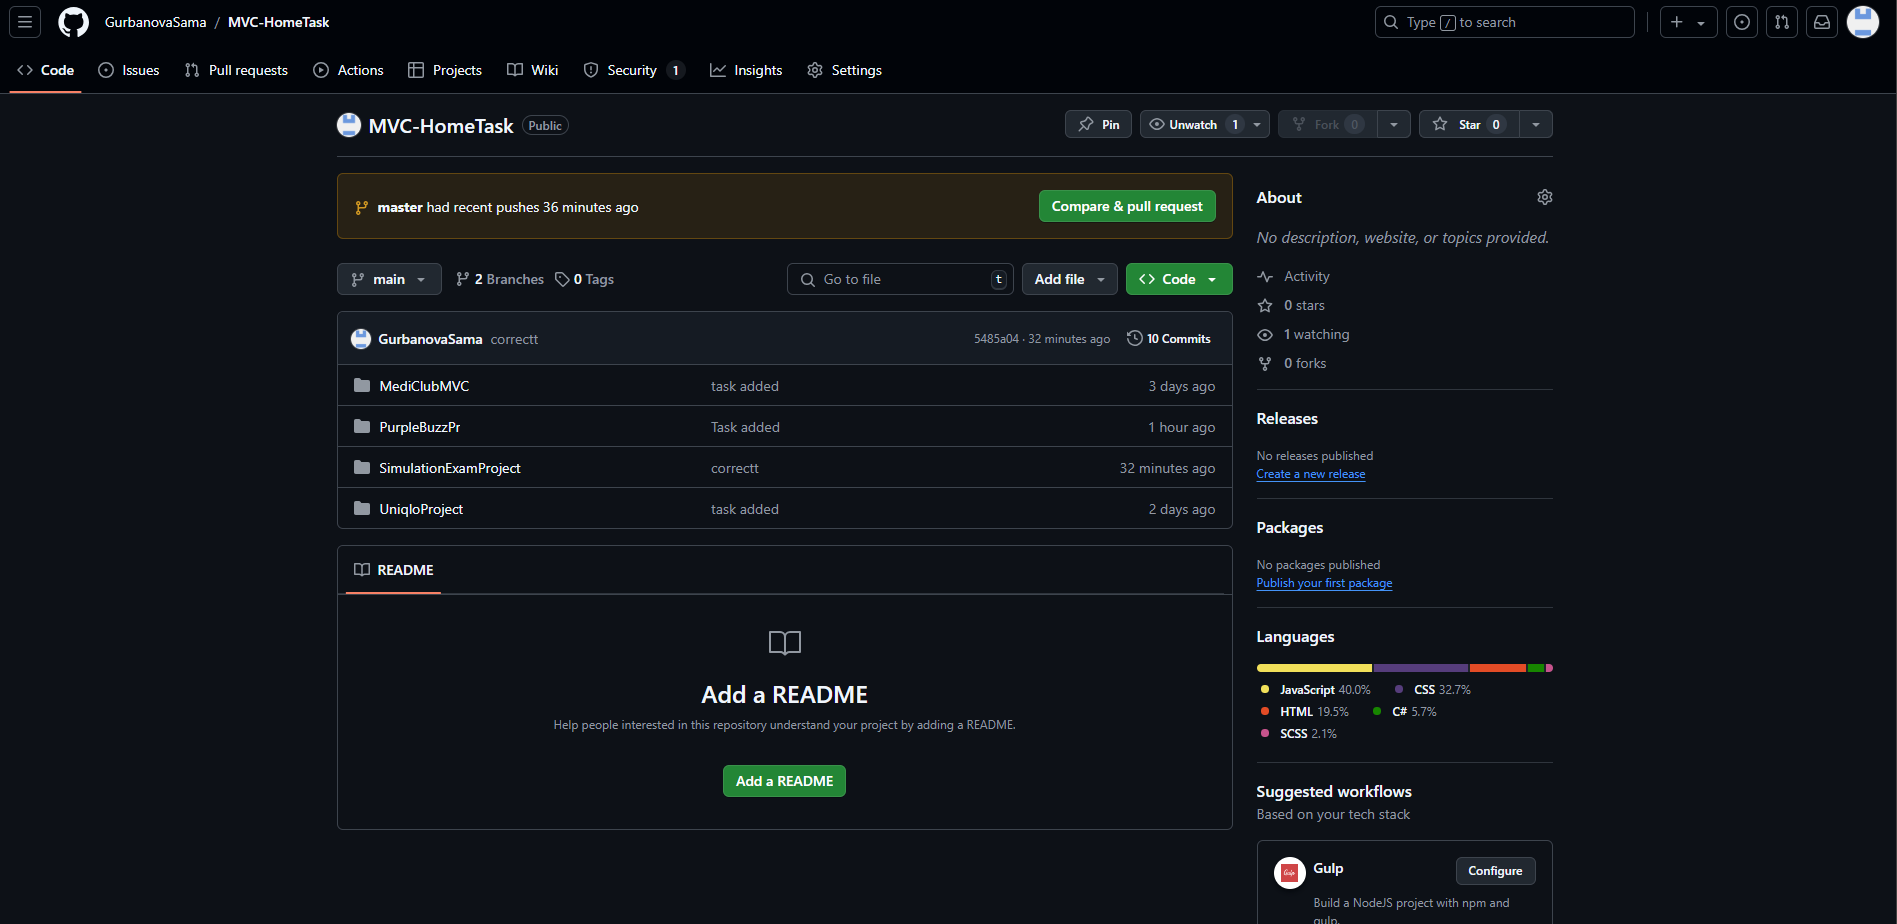 GurbanovaSama / MVC-HomeTask
Type / to search
Code Issues Pull requests Actions Projects Wiki Security 1 Insights Settings
MVC-HomeTask Public
Pin Unwatch 1 Fork 0 Star 0
master had recent pushes 36 minutes ago
Compare & pull request
main 2 Branches 0 Tags
Go to file t
Add file
Code
GurbanovaSama correctt 5485a04 · 32 minutes ago 10 Commits
MediClubMVC task added 3 days ago
PurpleBuzzPr Task added 1 hour ago
SimulationExamProject correctt 32 minutes ago
UniqloProject task added 2 days ago
README
Add a README
Help people interested in this repository understand your project by adding a README.
Add a README
About
No description, website, or topics provided.
Activity
0 stars
1 watching
0 forks
Releases
No releases published
Create a new release
Packages
No packages published
Publish your first package
Languages
JavaScript 40.0% CSS 32.7%
HTML 19.5% C# 5.7%
SCSS 2.1%
Suggested workflows
Based on your tech stack
Gulp
Configure
Build a NodeJS project with npm and
gulp.